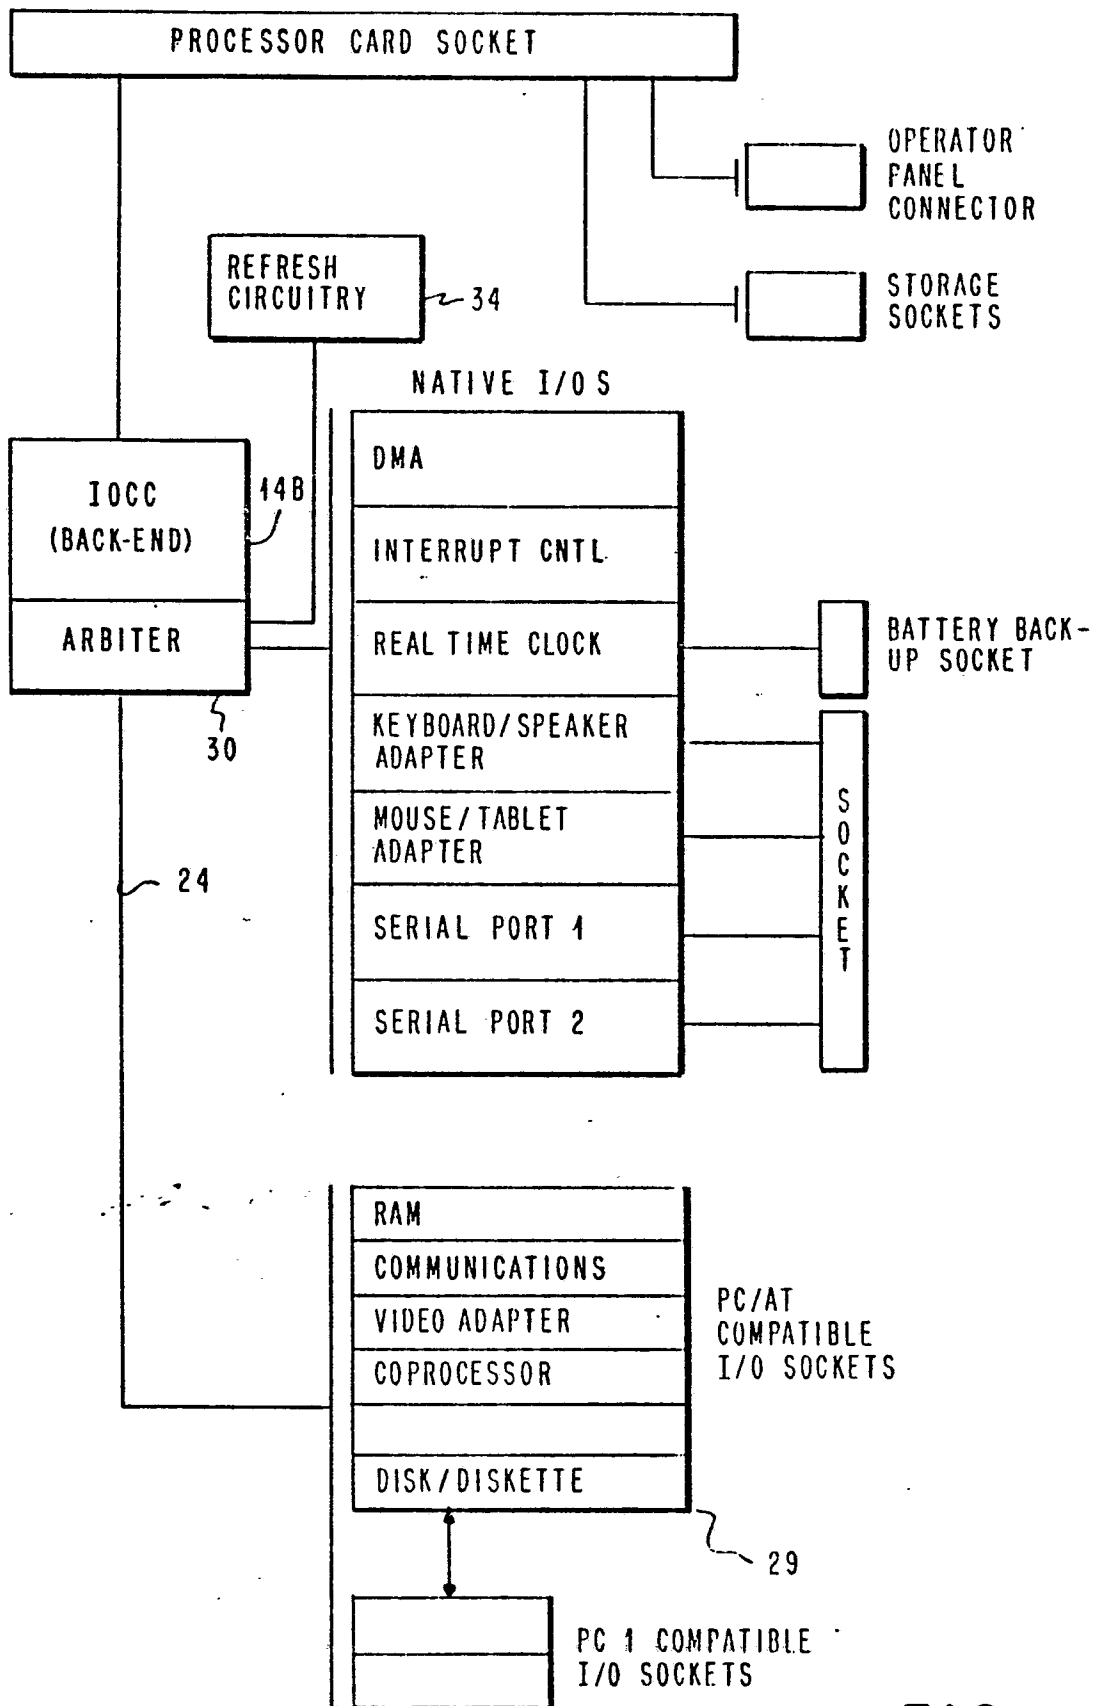 PROCESSOR CARD SOCKET
OPERATOR
PANEL
CONNECTOR
REFRESH
CIRCUITRY
34
STORAGE
SOCKETS
NATIVE I/OS
DMA
IOCC
(BACK-END)
14B
INTERRUPT CNTL
ARBITER
30
REAL TIME CLOCK
BATTERY BACK-
UP SOCKET
KEYBOARD/SPEAKER
ADAPTER
MOUSE/TABLET
ADAPTER
SOCKET
24
SERIAL PORT 1
SERIAL PORT 2
RAM
COMMUNICATIONS
VIDEO ADAPTER
COPROCESSOR
DISK/DISKETTE
PC/AT
COMPATIBLE
I/O SOCKETS
29
PC 1 COMPATIBLE
I/O SOCKETS